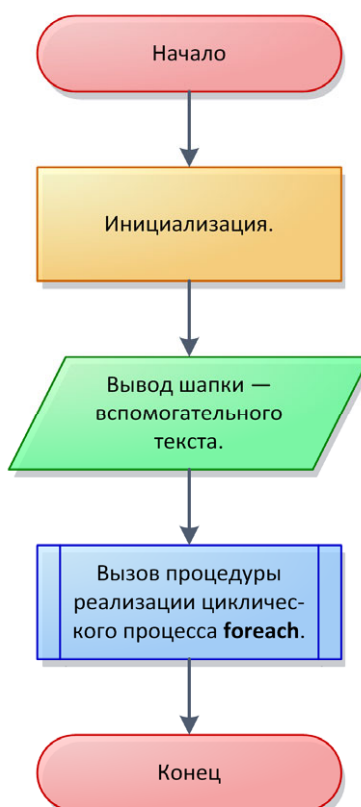 Начало
Инициализация.
Вывод шапки —
вспомогательного
текста.
Вызов процедуры
реализации цикличес-
кого процесса foreach.
Конец